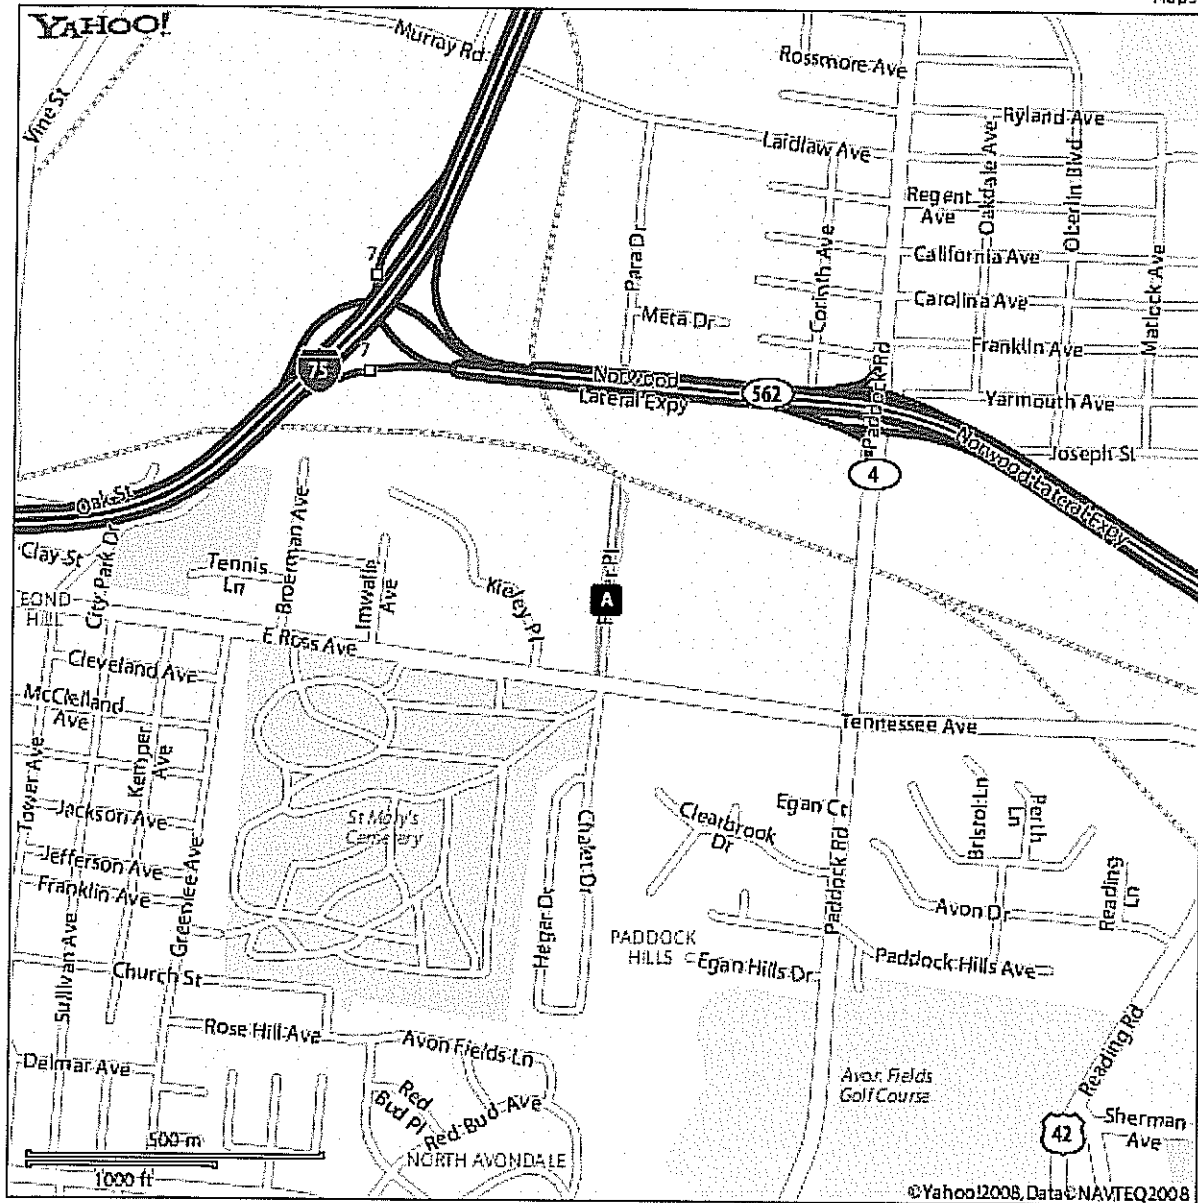 Maps
YAHOO!
Murray Rd
Rossmore Ave
Vine St
Ryland Ave
Laidlaw Ave
Oakdale Ave
Oberlin Blvd
Regent
Ave
7
Para Dr
Corinth Ave
California Ave
Matlock Ave
Carolina Ave
Meta Dr
7
75
Franklin Ave
Norwood
Lateral Expy
562
Paddock Rd
Yarmouth Ave
Joseph St
Norwood Lateral Expy
4
Oak St
Clay St
City Park Dr
Tennis
Ln
Broerman Ave
Imwalle
Ave
Kieley Pl
Pl
A
BOND
HILL
E Ross Ave
Cleveland Ave
McClelland
Ave
Tennessee Ave
Tower Ave
Kemper
Ave
Jackson Ave
St Mary's
Cemetery
Chalet Dr
Clearbrook
Dr
Egan Ct
Bristol Ln
Perth
Ln
Jefferson Ave
Franklin Ave
Greenlee Ave
Paddock Rd
Reading
Ln
Avon Dr
Heger Dr
PADDOCK
HILLS
Egan Hills Dr
Paddock Hills Ave
Sullivan Ave
Church St
Rose Hill Ave
Avon Fields Ln
Reading Rd
Delmar Ave
Red
Bud Pl
Red Bud Ave
Avon Fields
Golf Course
42
Sherman
Ave
500 m
1000 ft
NORTH AVONDALE
©Yahoo!2008, Data©NAVTEQ2008